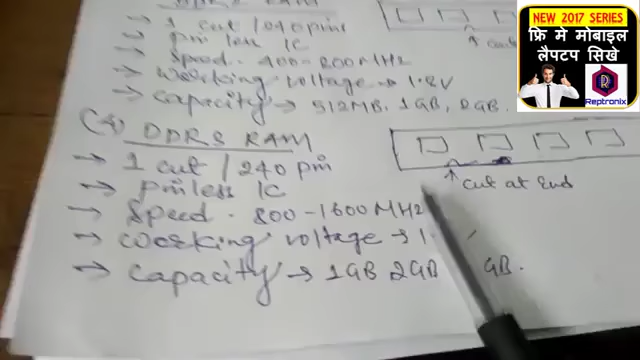 → 1 cut / 240 pin
→ pin less IC
→ Speed - 400-800 MHz
→ Working voltage → 1.8V
→ Capacity → 512MB, 1GB, 2GB.
(4) DDR3 RAM
→ 1 cut / 240 pin
→ pin less IC
→ Speed - 800-1600 MHz
→ Working voltage → 1.
→ Capacity → 1GB 2GB GB.
↑ cut at End
NEW 2017 SERIES
फ्रि मे मोबाइल
लैपटप सिखे
Reptronix